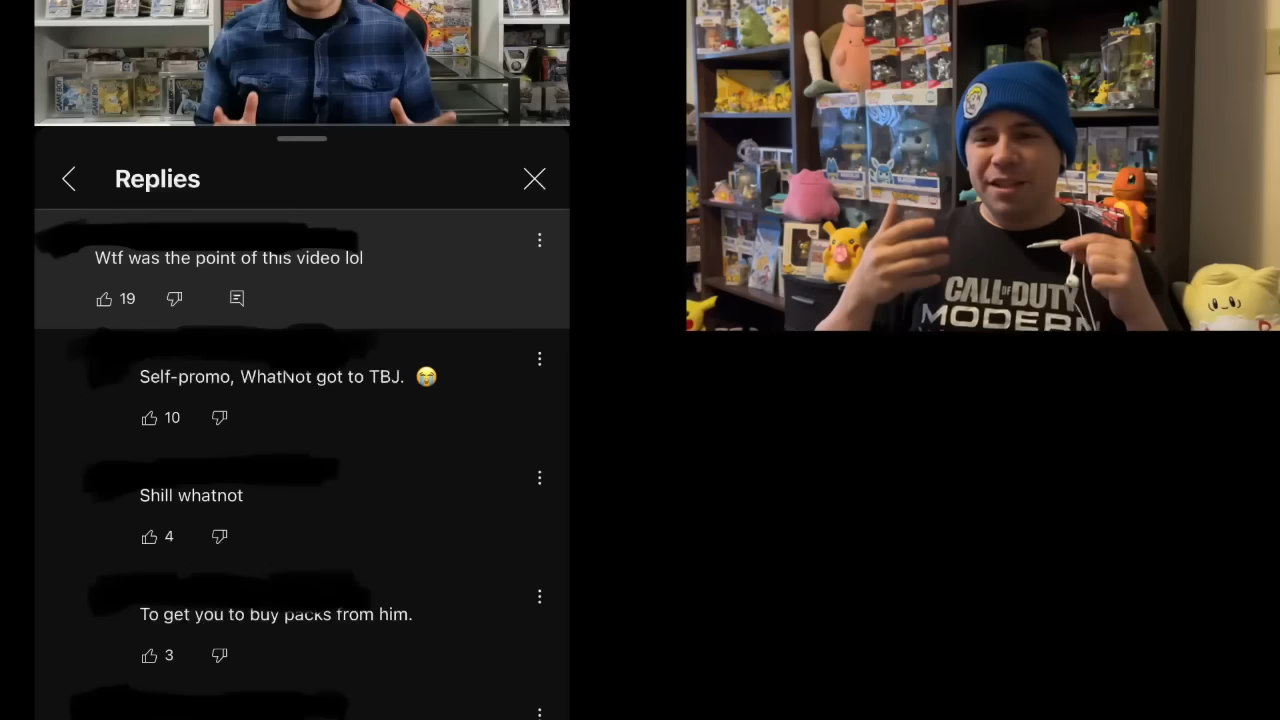 Replies
Wtf was the point of this video lol
19
Self-promo, WhatNot got to TBJ. 😭
10
Shill whatnot
4
To get you to buy packs from him.
3
CALL OF DUTY
MODERN